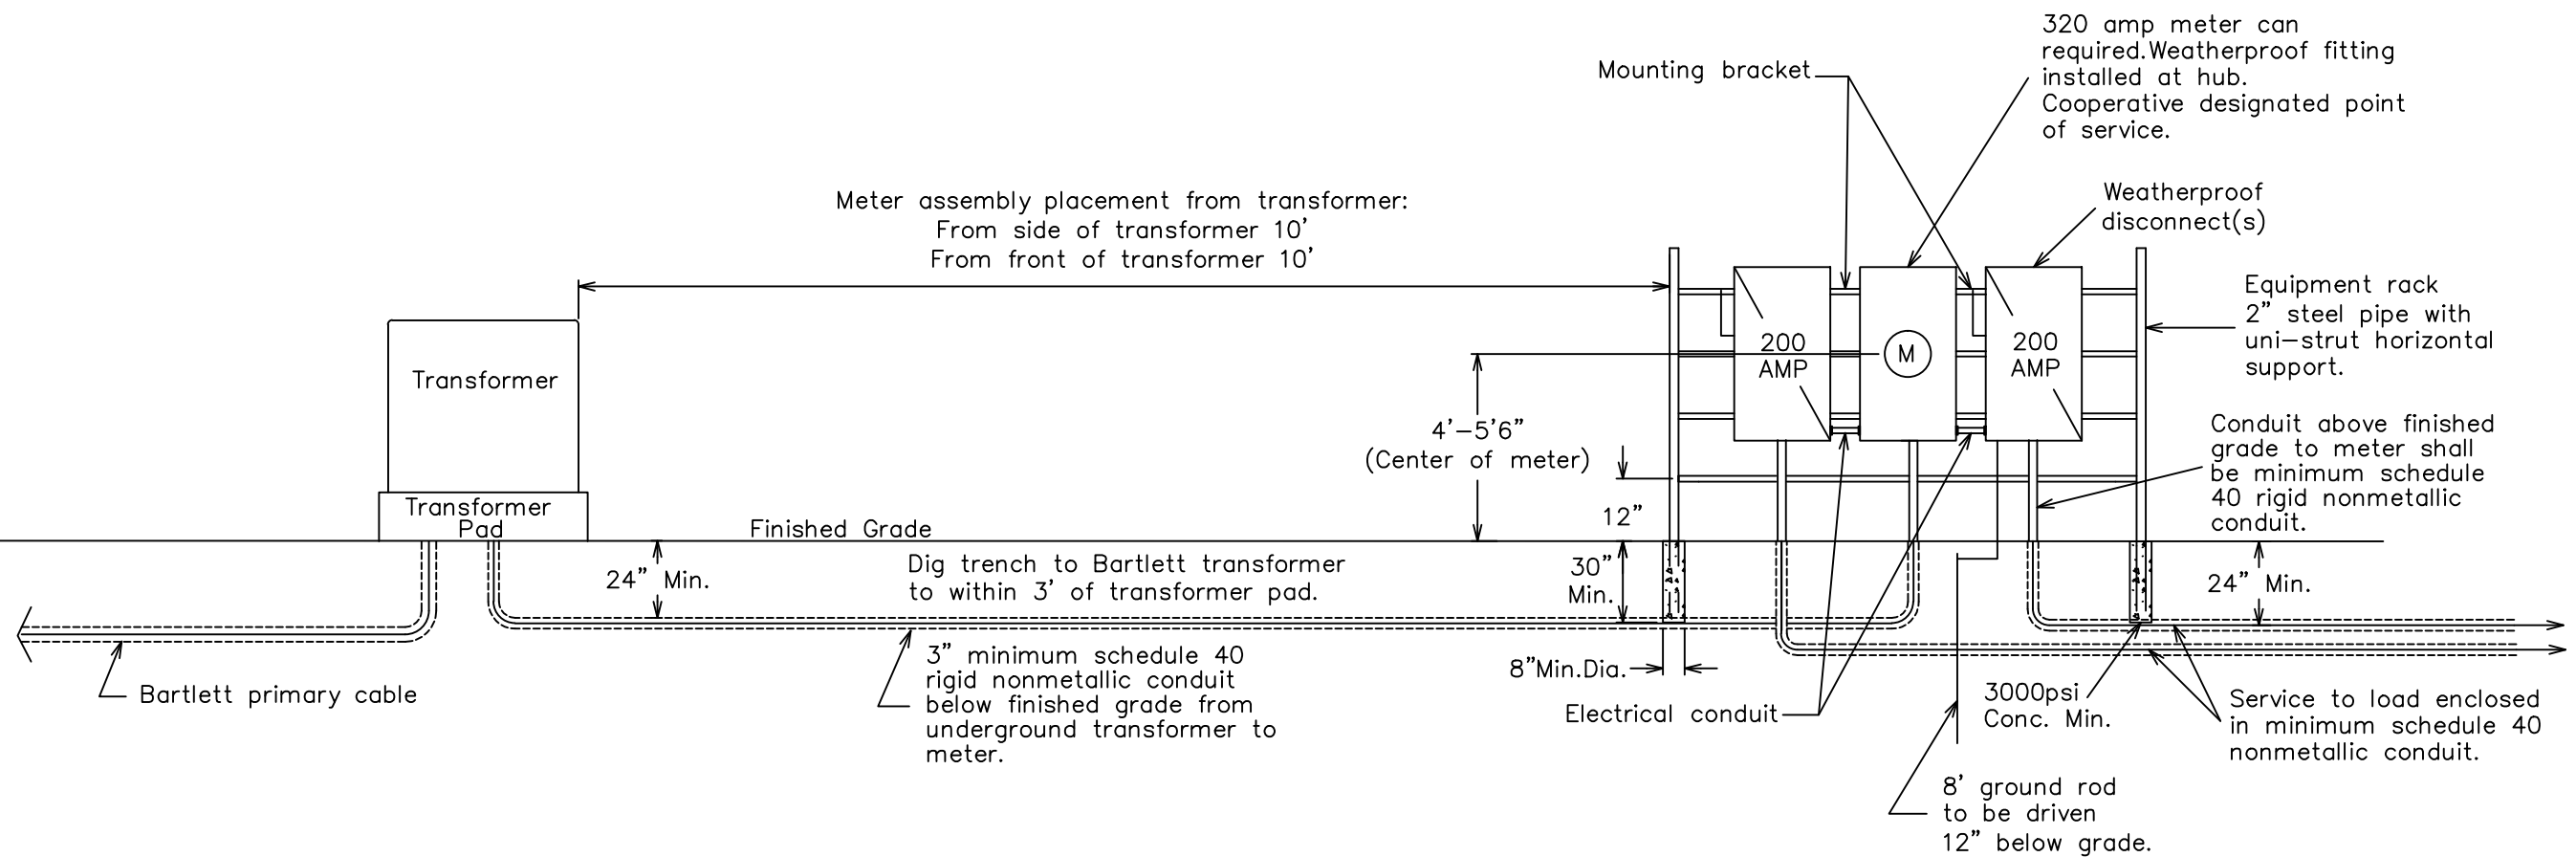 320 amp meter can
required.Weatherproof fitting
installed at hub.
Cooperative designated point
of service.
Mounting bracket
Meter assembly placement from transformer:
From side of transformer 10'
From front of transformer 10'
Weatherproof
disconnect(s)
Equipment rack
2" steel pipe with
uni-strut horizontal
support.
Transformer
200
AMP
M
200
AMP
4'-5'6"
(Center of meter)
Conduit above finished
grade to meter shall
be minimum schedule
40 rigid nonmetallic
conduit.
Transformer
Pad
Finished Grade
12"
24" Min.
Dig trench to Bartlett transformer
to within 3' of transformer pad.
30"
Min.
24" Min.
Bartlett primary cable
3" minimum schedule 40
rigid nonmetallic conduit
below finished grade from
underground transformer to
meter.
8"Min.Dia.
Electrical conduit
3000psi
Conc. Min.
Service to load enclosed
in minimum schedule 40
nonmetallic conduit.
8' ground rod
to be driven
12" below grade.